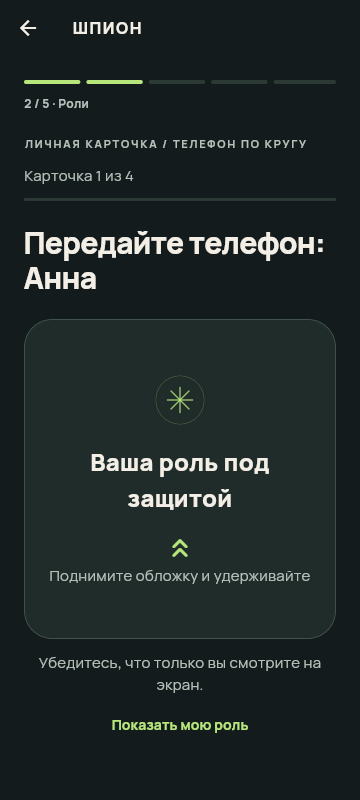 ШПИОН
2 / 5 · Роли
ЛИЧНАЯ КАРТОЧКА / ТЕЛЕФОН ПО КРУГУ
Карточка 1 из 4
Передайте телефон:
Анна
Ваша роль под
защитой
Поднимите обложку и удерживайте
Убедитесь, что только вы смотрите на
экран.
Показать мою роль